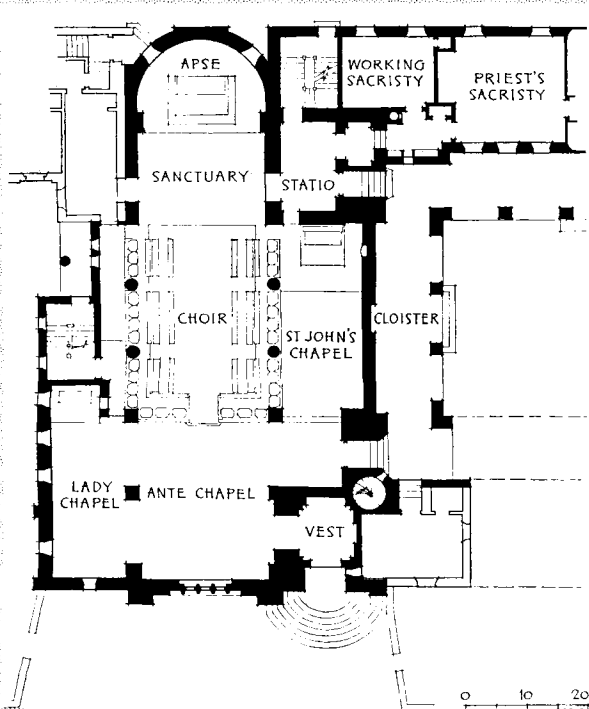 APSE
WORKING
SACRISTY
PRIEST'S
SACRISTY
SANCTUARY
STATIO
CHOIR
ST JOHN'S
CHAPEL
CLOISTER
LADY
CHAPEL
ANTE CHAPEL
VEST
0 10 20